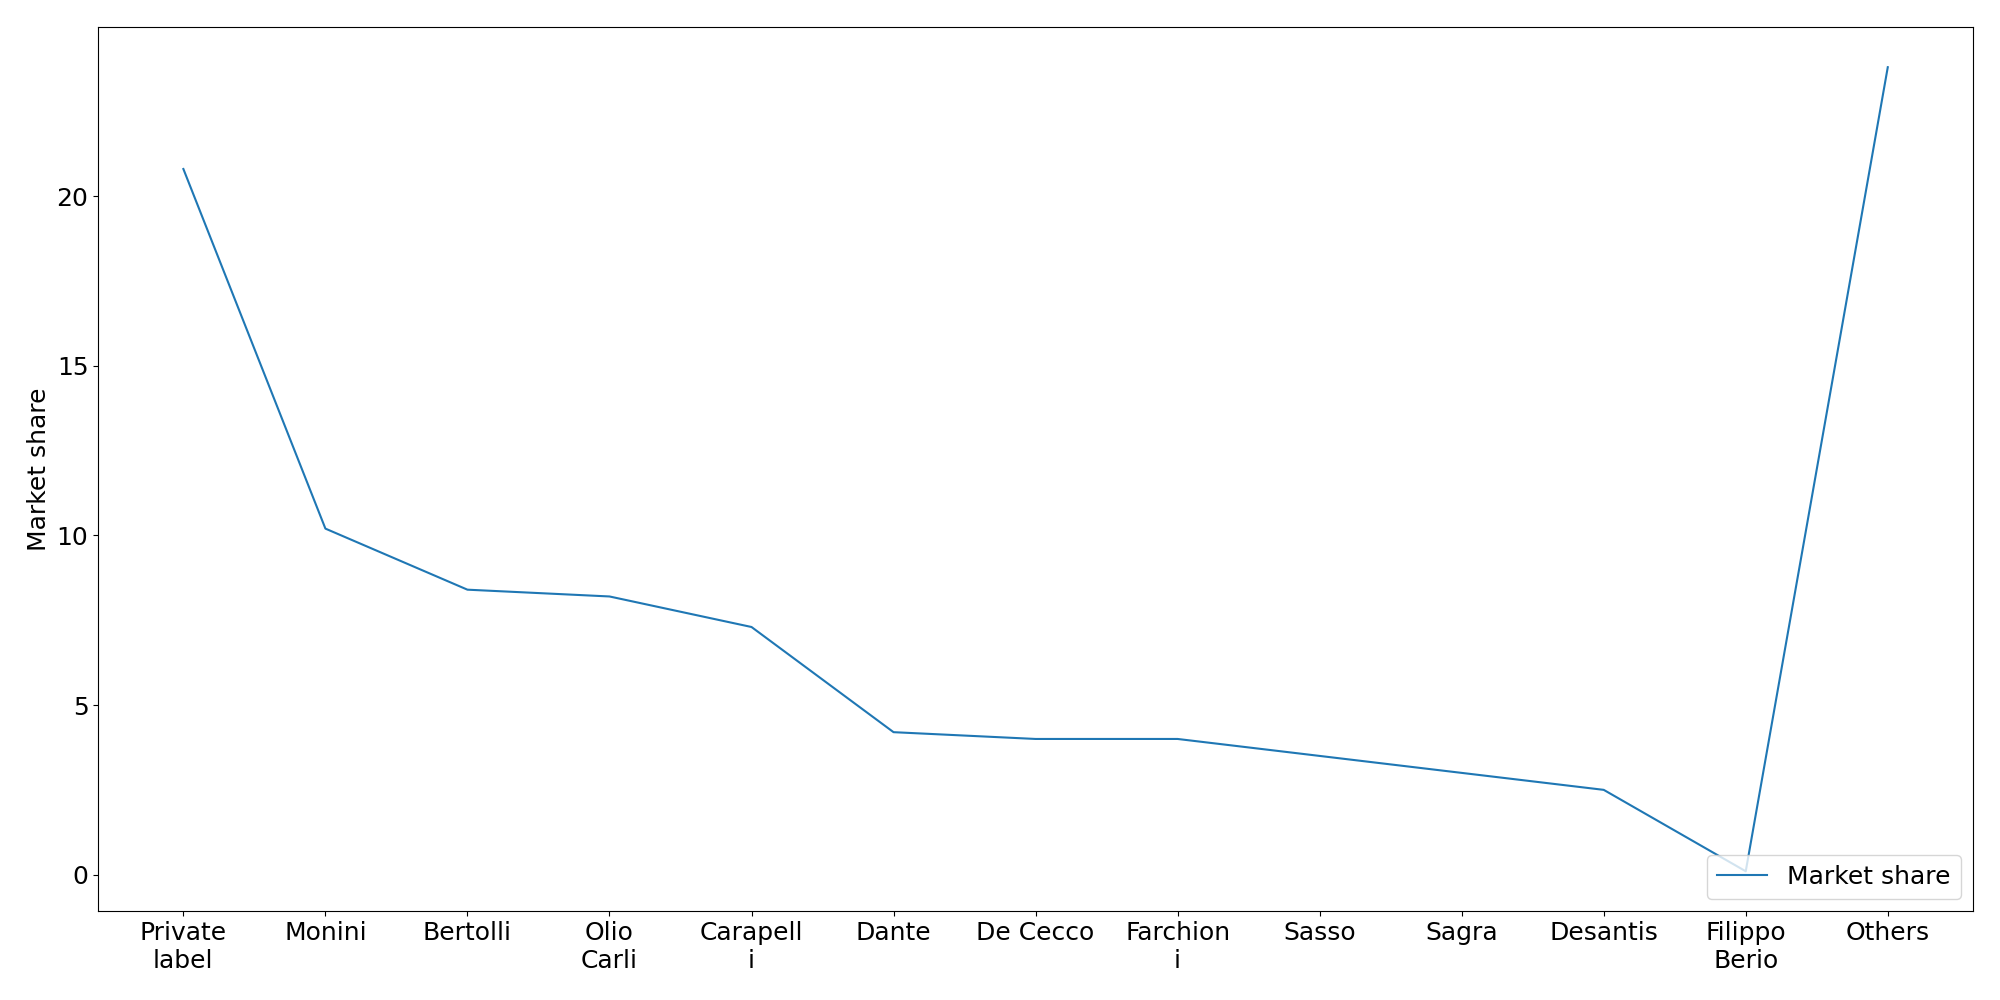 Market share
20
15
10
5
0
Private
label
Monini
Bertolli
Olio
Carli
Carapell
i
Dante
De Cecco
Farchion
i
Sasso
Sagra
Desantis
Filippo
Berio
Others
Market share